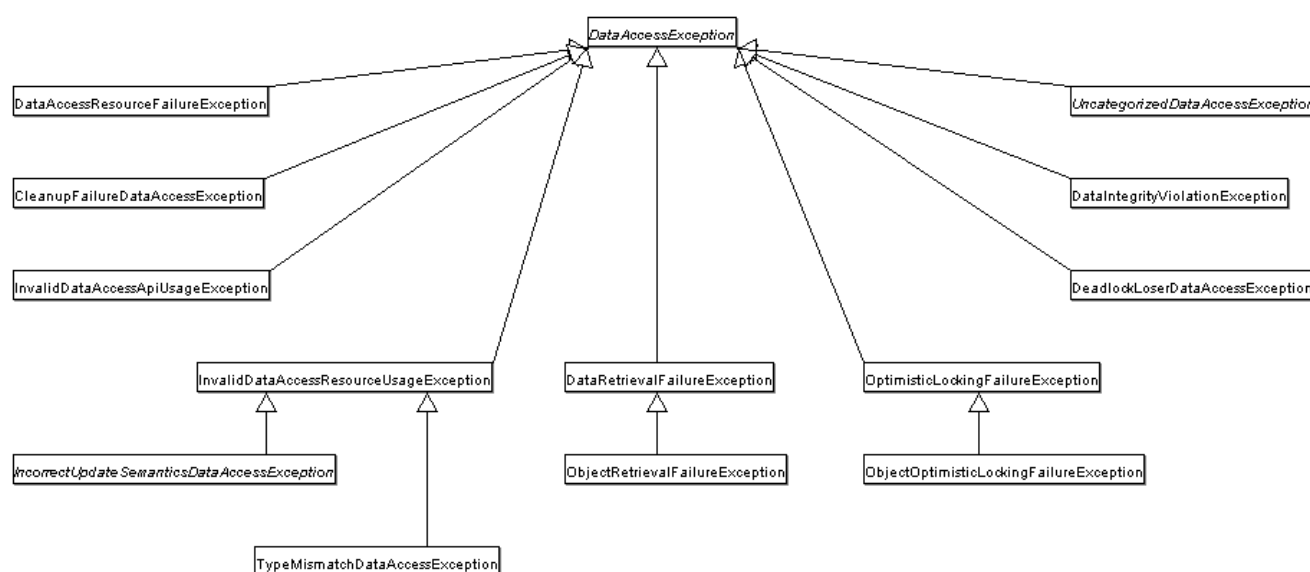 DataAccessException
DataAccessResourceFailureException
UncategorizedDataAccessException
CleanupFailureDataAccessException
DataIntegrityViolationException
InvalidDataAccessApiUsageException
DeadlockLoserDataAccessException
InvalidDataAccessResourceUsageException
DataRetrievalFailureException
OptimisticLockingFailureException
IncorrectUpdateSemanticsDataAccessException
ObjectRetrievalFailureException
ObjectOptimisticLockingFailureException
TypeMismatchDataAccessException